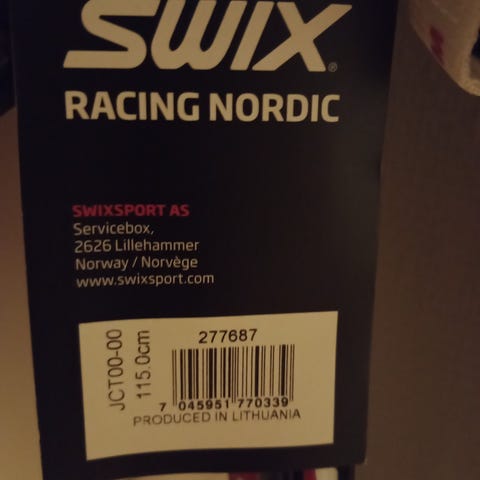 SWIX®
RACING NORDIC
SWIXSPORT AS
Servicebox,
2626 Lillehammer
Norway / Norvège
www.swixsport.com
JCT00-00
115.0cm
277687
7 045951 770339
PRODUCED IN LITHUANIA